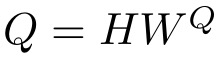 Q = HW^Q